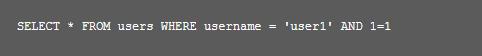 SELECT * FROM users WHERE username = 'user1' AND 1=1